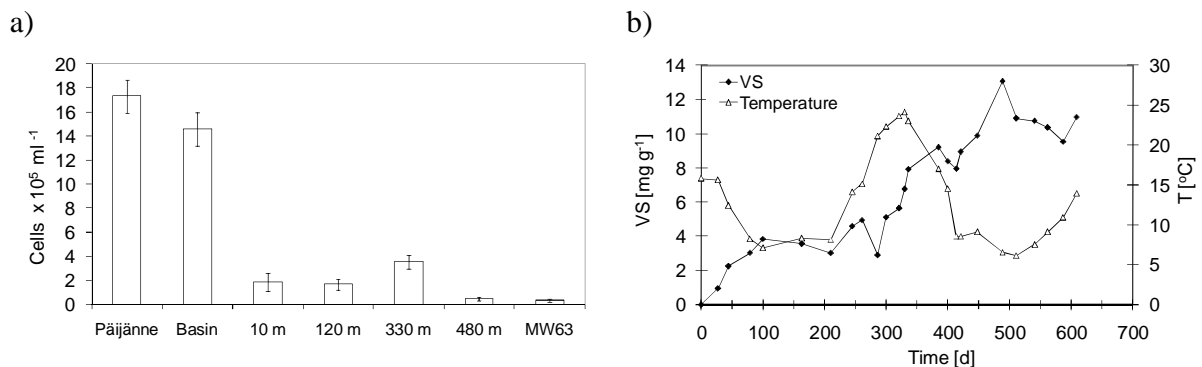 a)
20
18
16
14
12
10
8
6
4
2
0
Cells x 10⁵ ml ⁻¹
Päijänne Basin 10 m 120 m 330 m 480 m MW63
b)
14
12
10
8
6
4
2
0
VS [mg g⁻¹]
VS
Temperature
30
25
20
15
10
5
0
T [°C]
0 100 200 300 400 500 600 700
Time [d]